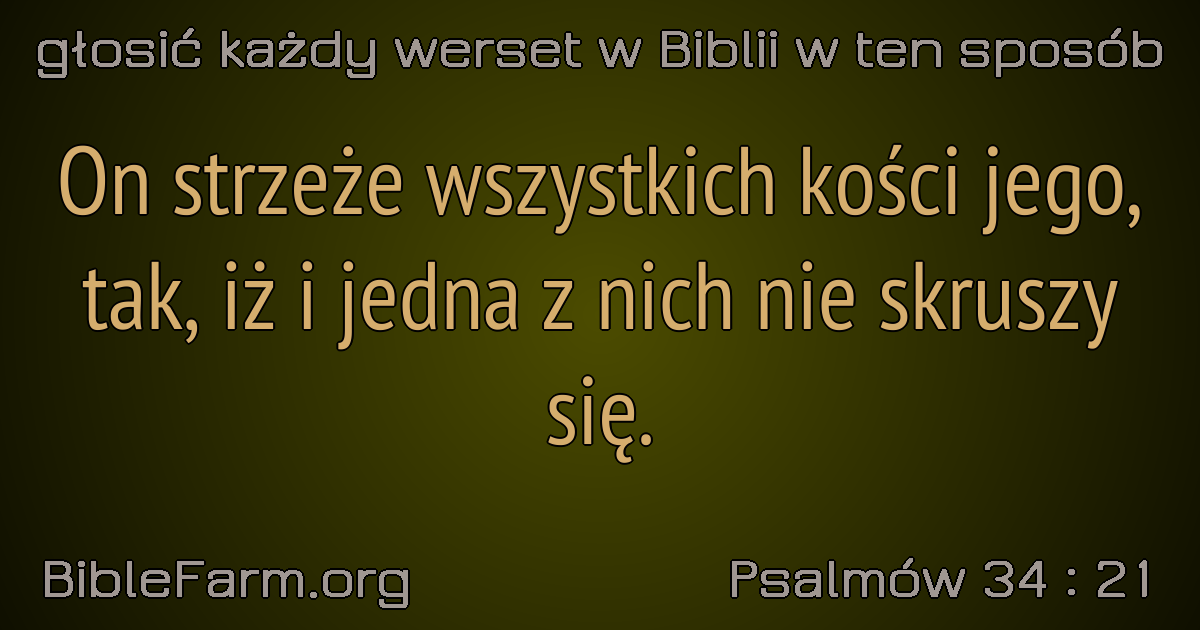 głosić każdy werset w Biblii w ten sposób
On strzeże wszystkich kości jego,
tak, iż i jedna z nich nie skruszy
się.
BibleFarm.org
Psalmów 34 : 21